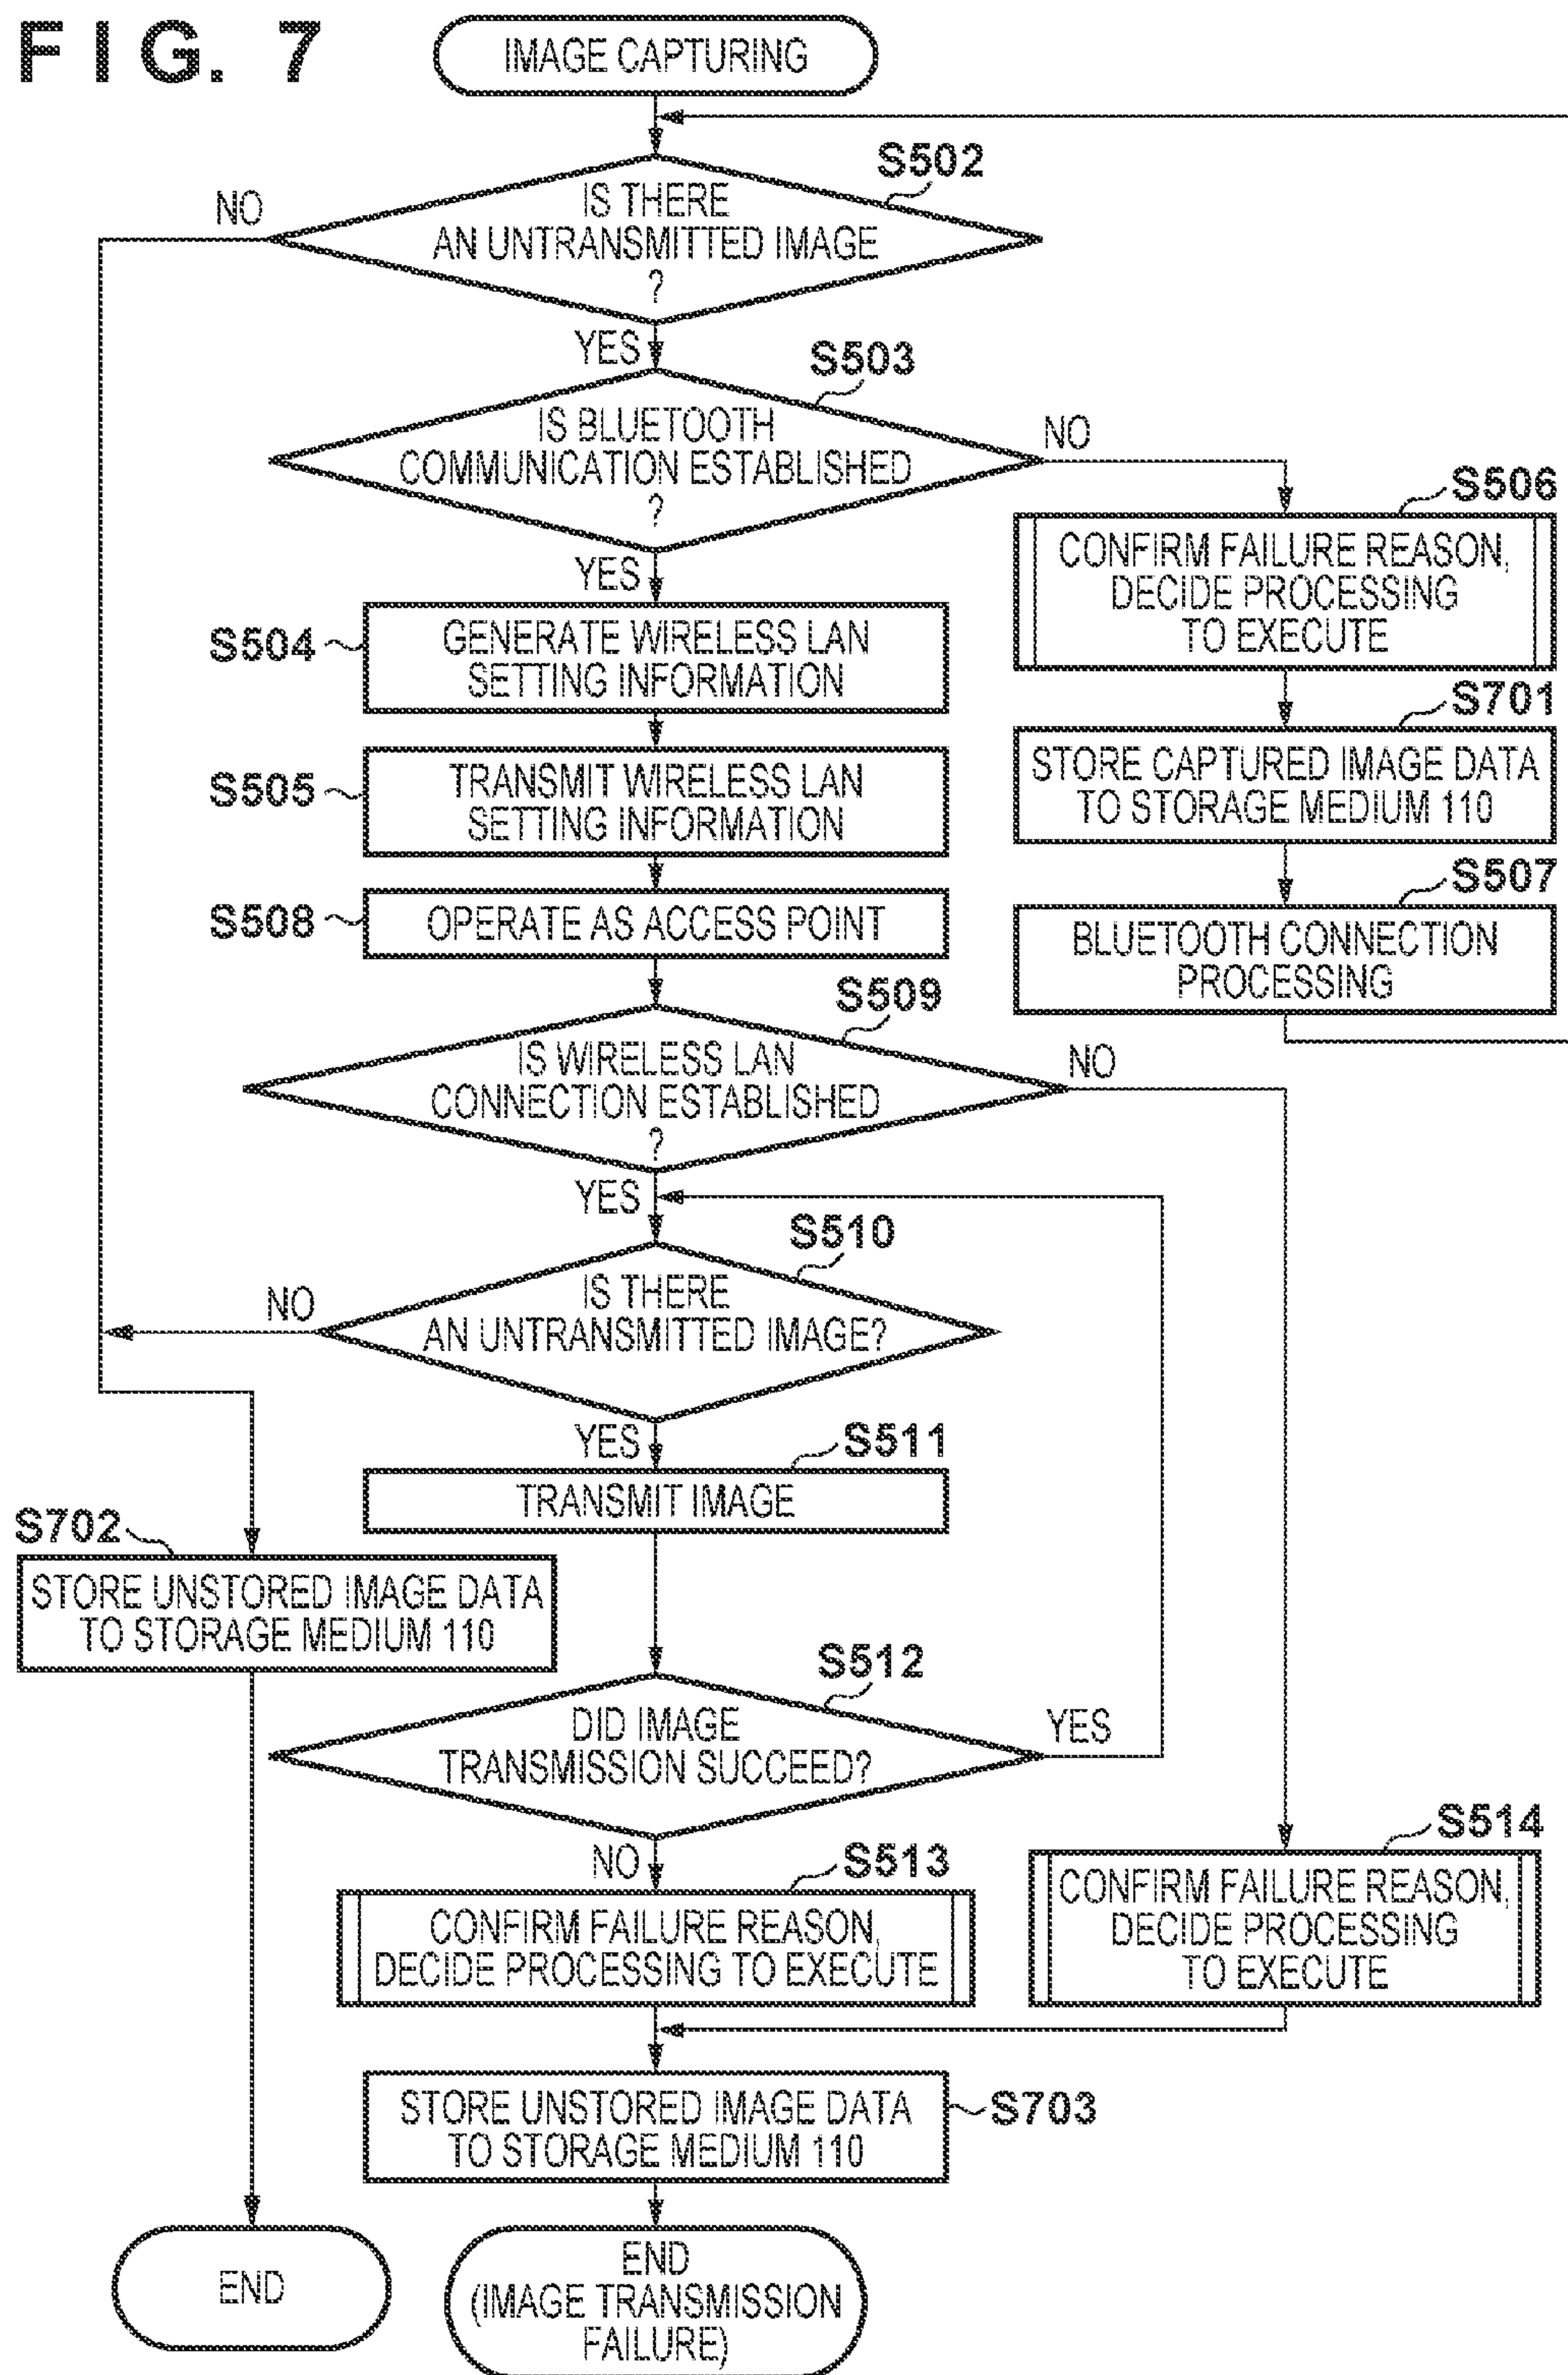 FIG. 7
IMAGE CAPTURING
S502
IS THERE
AN UNTRANSMITTED IMAGE
?
NO
YES
S503
IS BLUETOOTH
COMMUNICATION ESTABLISHED
?
NO
YES
S506
CONFIRM FAILURE REASON,
DECIDE PROCESSING
TO EXECUTE
S504
GENERATE WIRELESS LAN
SETTING INFORMATION
S701
STORE CAPTURED IMAGE DATA
TO STORAGE MEDIUM 110
S505
TRANSMIT WIRELESS LAN
SETTING INFORMATION
S507
BLUETOOTH CONNECTION
PROCESSING
S508
OPERATE AS ACCESS POINT
S509
IS WIRELESS LAN
CONNECTION ESTABLISHED
?
NO
YES
S510
IS THERE
AN UNTRANSMITTED IMAGE?
NO
YES
S511
TRANSMIT IMAGE
S702
STORE UNSTORED IMAGE DATA
TO STORAGE MEDIUM 110
S512
DID IMAGE
TRANSMISSION SUCCEED?
YES
NO
S513
CONFIRM FAILURE REASON,
DECIDE PROCESSING TO EXECUTE
S514
CONFIRM FAILURE REASON,
DECIDE PROCESSING
TO EXECUTE
STORE UNSTORED IMAGE DATA
TO STORAGE MEDIUM 110
S703
END
END
(IMAGE TRANSMISSION
FAILURE)